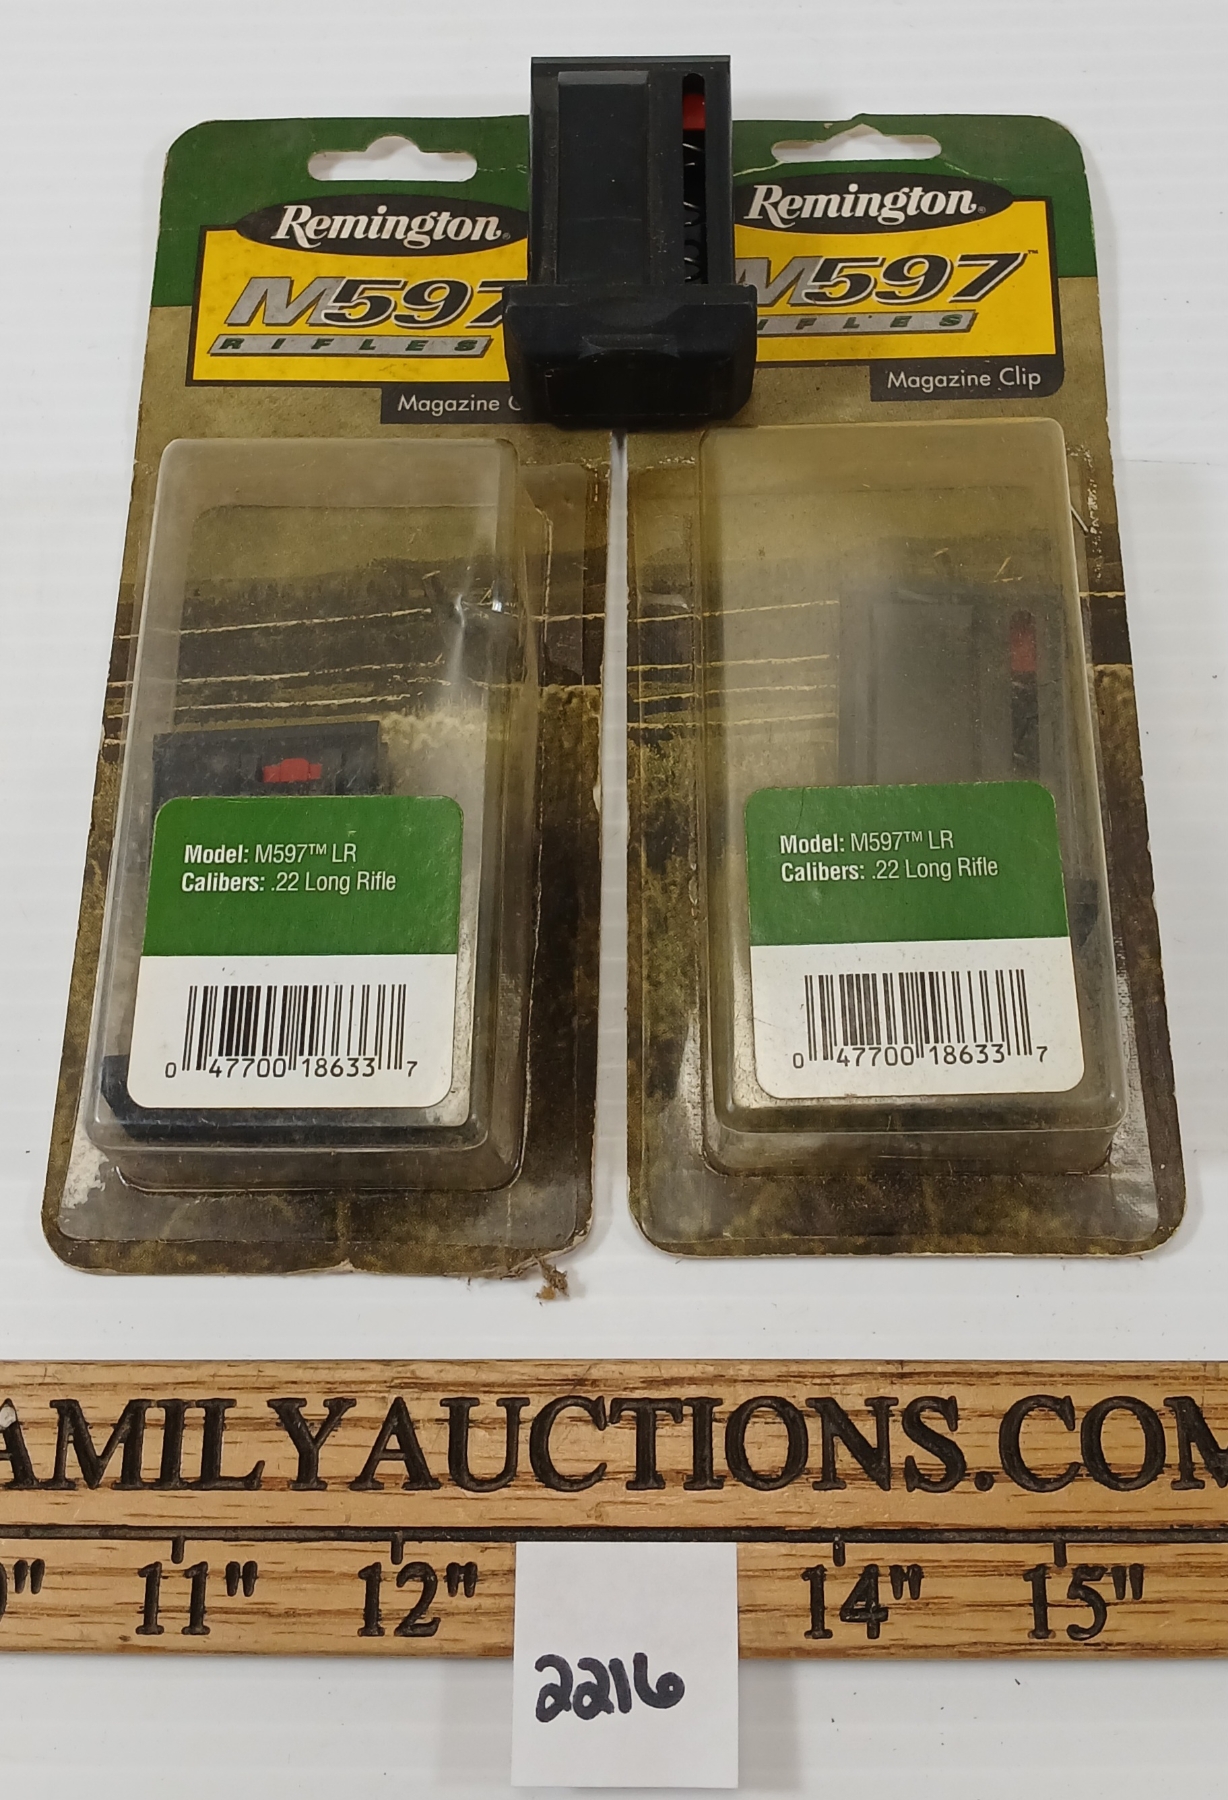 Remington®
M597
RIFLES
Magazine
Model: M597™ LR
Calibers: .22 Long Rifle
0 47700 18633 7
Remington®
M597™
RIFLES
Magazine Clip
Model: M597™ LR
Calibers: .22 Long Rifle
0 47700 18633 7
AMILYAUCTIONS.COM
11" 12" 14" 15"
2216